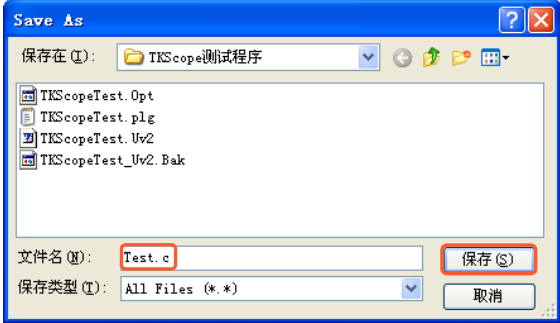 Save As
保存在(I): TKScope测试程序
TKScopeTest.Opt
TKScopeTest.plg
TKScopeTest.Uv2
TKScopeTest_Uv2.Bak
文件名(N): Test.c 保存(S)
保存类型(T): All Files (*.*) 取消